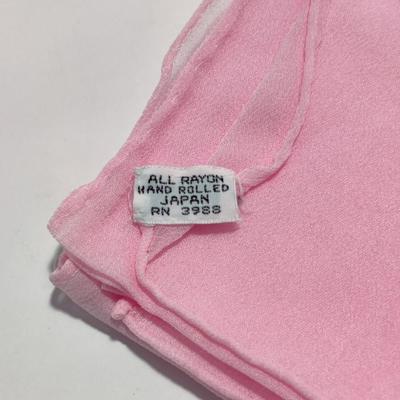 ALL RAYON
HAND ROLLED
JAPAN
RN 3988